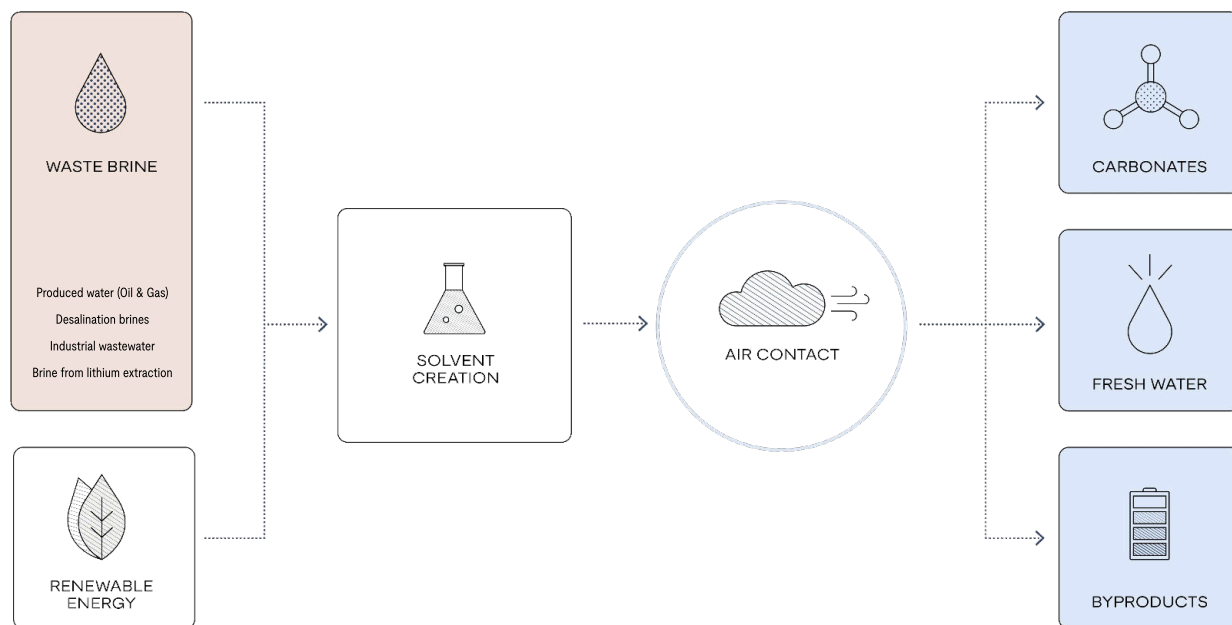 WASTE BRINE
Produced water (Oil & Gas)
Desalination brines
Industrial wastewater
Brine from lithium extraction
RENEWABLE
ENERGY
SOLVENT
CREATION
AIR CONTACT
CARBONATES
FRESH WATER
BYPRODUCTS